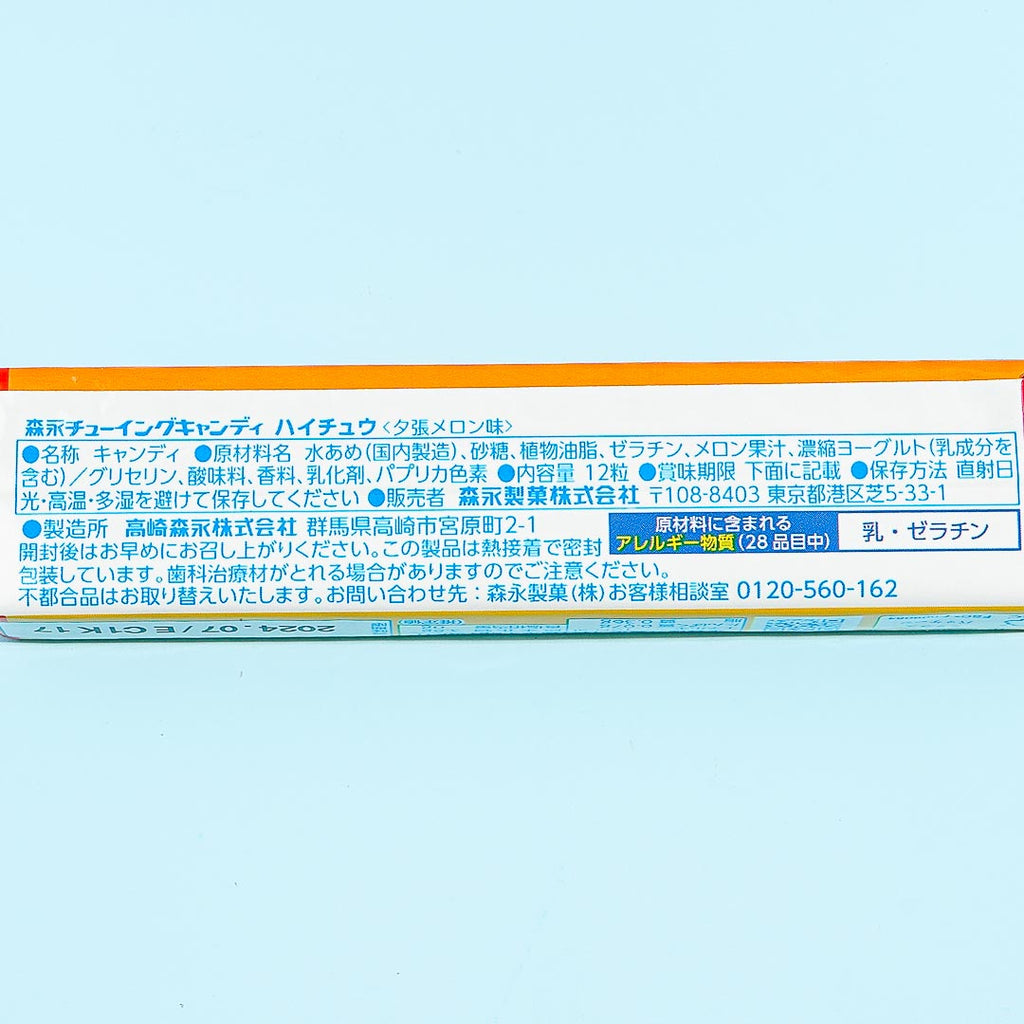 森永チューイングキャンディ ハイチュウ〈夕張メロン味〉
●名称 キャンディ ●原材料名 水あめ(国内製造)、砂糖、植物油脂、ゼラチン、メロン果汁、濃縮ヨーグルト(乳成分を
含む)／グリセリン、酸味料、香料、乳化剤、パプリカ色素 ●内容量 12粒 ●賞味期限 下面に記載 ●保存方法 直射日
光・高温・多湿を避けて保存してください ●販売者 森永製菓株式会社 〒108-8403 東京都港区芝5-33-1
●製造所 高崎森永株式会社 群馬県高崎市宮原町2-1
原材料に含まれる
アレルギー物質(28品目中)
乳・ゼラチン
開封後はお早めにお召し上がりください。この製品は熱接着で密封
包装しています。歯科治療材がとれる場合がありますのでご注意ください。
不都合品はお取り替えいたします。お問い合わせ先：森永製菓(株)お客様相談室 0120-560-162
2024.07/EC1K17